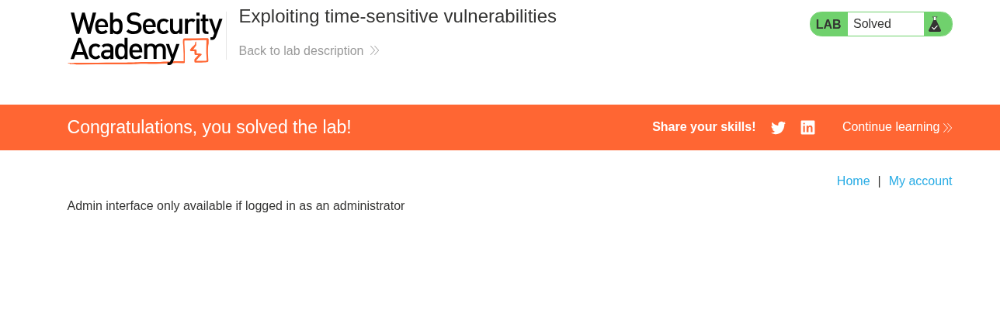 Web Security
Academy
Exploiting time-sensitive vulnerabilities
Back to lab description
LAB Solved
Congratulations, you solved the lab!
Share your skills!
Continue learning
Home | My account
Admin interface only available if logged in as an administrator